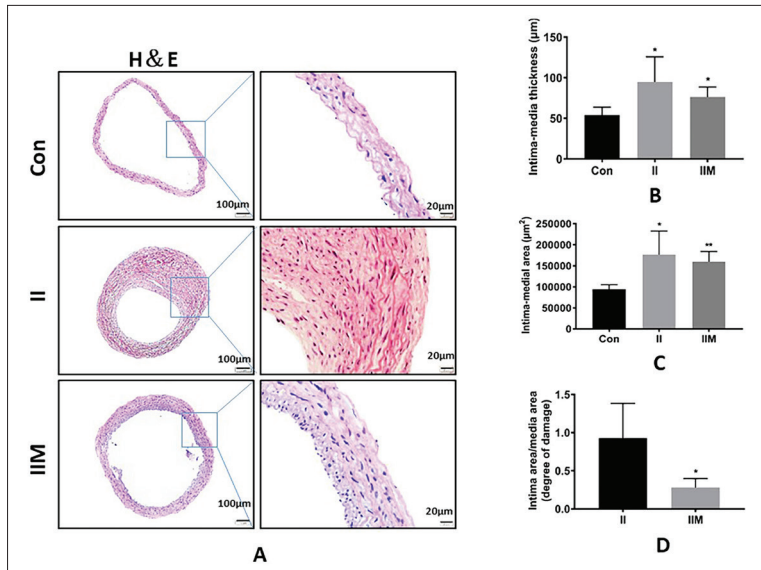 H & E
Con
100μm
20μm
II
100μm
20μm
IIM
100μm
20μm
A
Intima-media thickness (μm)
150
100
50
0
*
*
Con II IIM
B
Intima-medial area (μm²)
250000
200000
150000
100000
50000
0
*
**
Con II IIM
C
Intima area/media area
(degree of damage)
1.5
1.0
0.5
0.0
*
II IIM
D